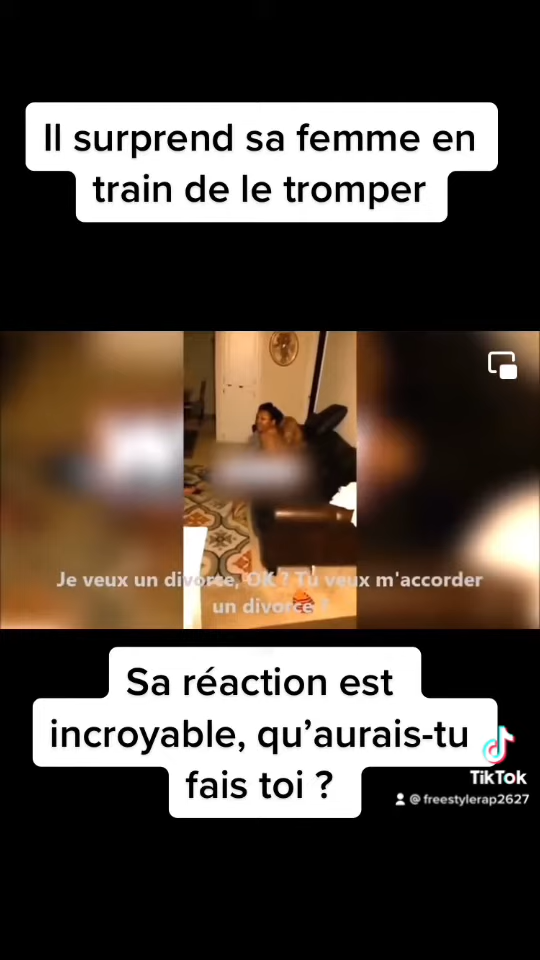 Il surprend sa femme en
train de le tromper
Je veux un divorce, OK ? Tu veux m'accorder
un divorce ?
Sa réaction est
incroyable, qu’aurais-tu
fais toi ?
TikTok
@freestylerap2627